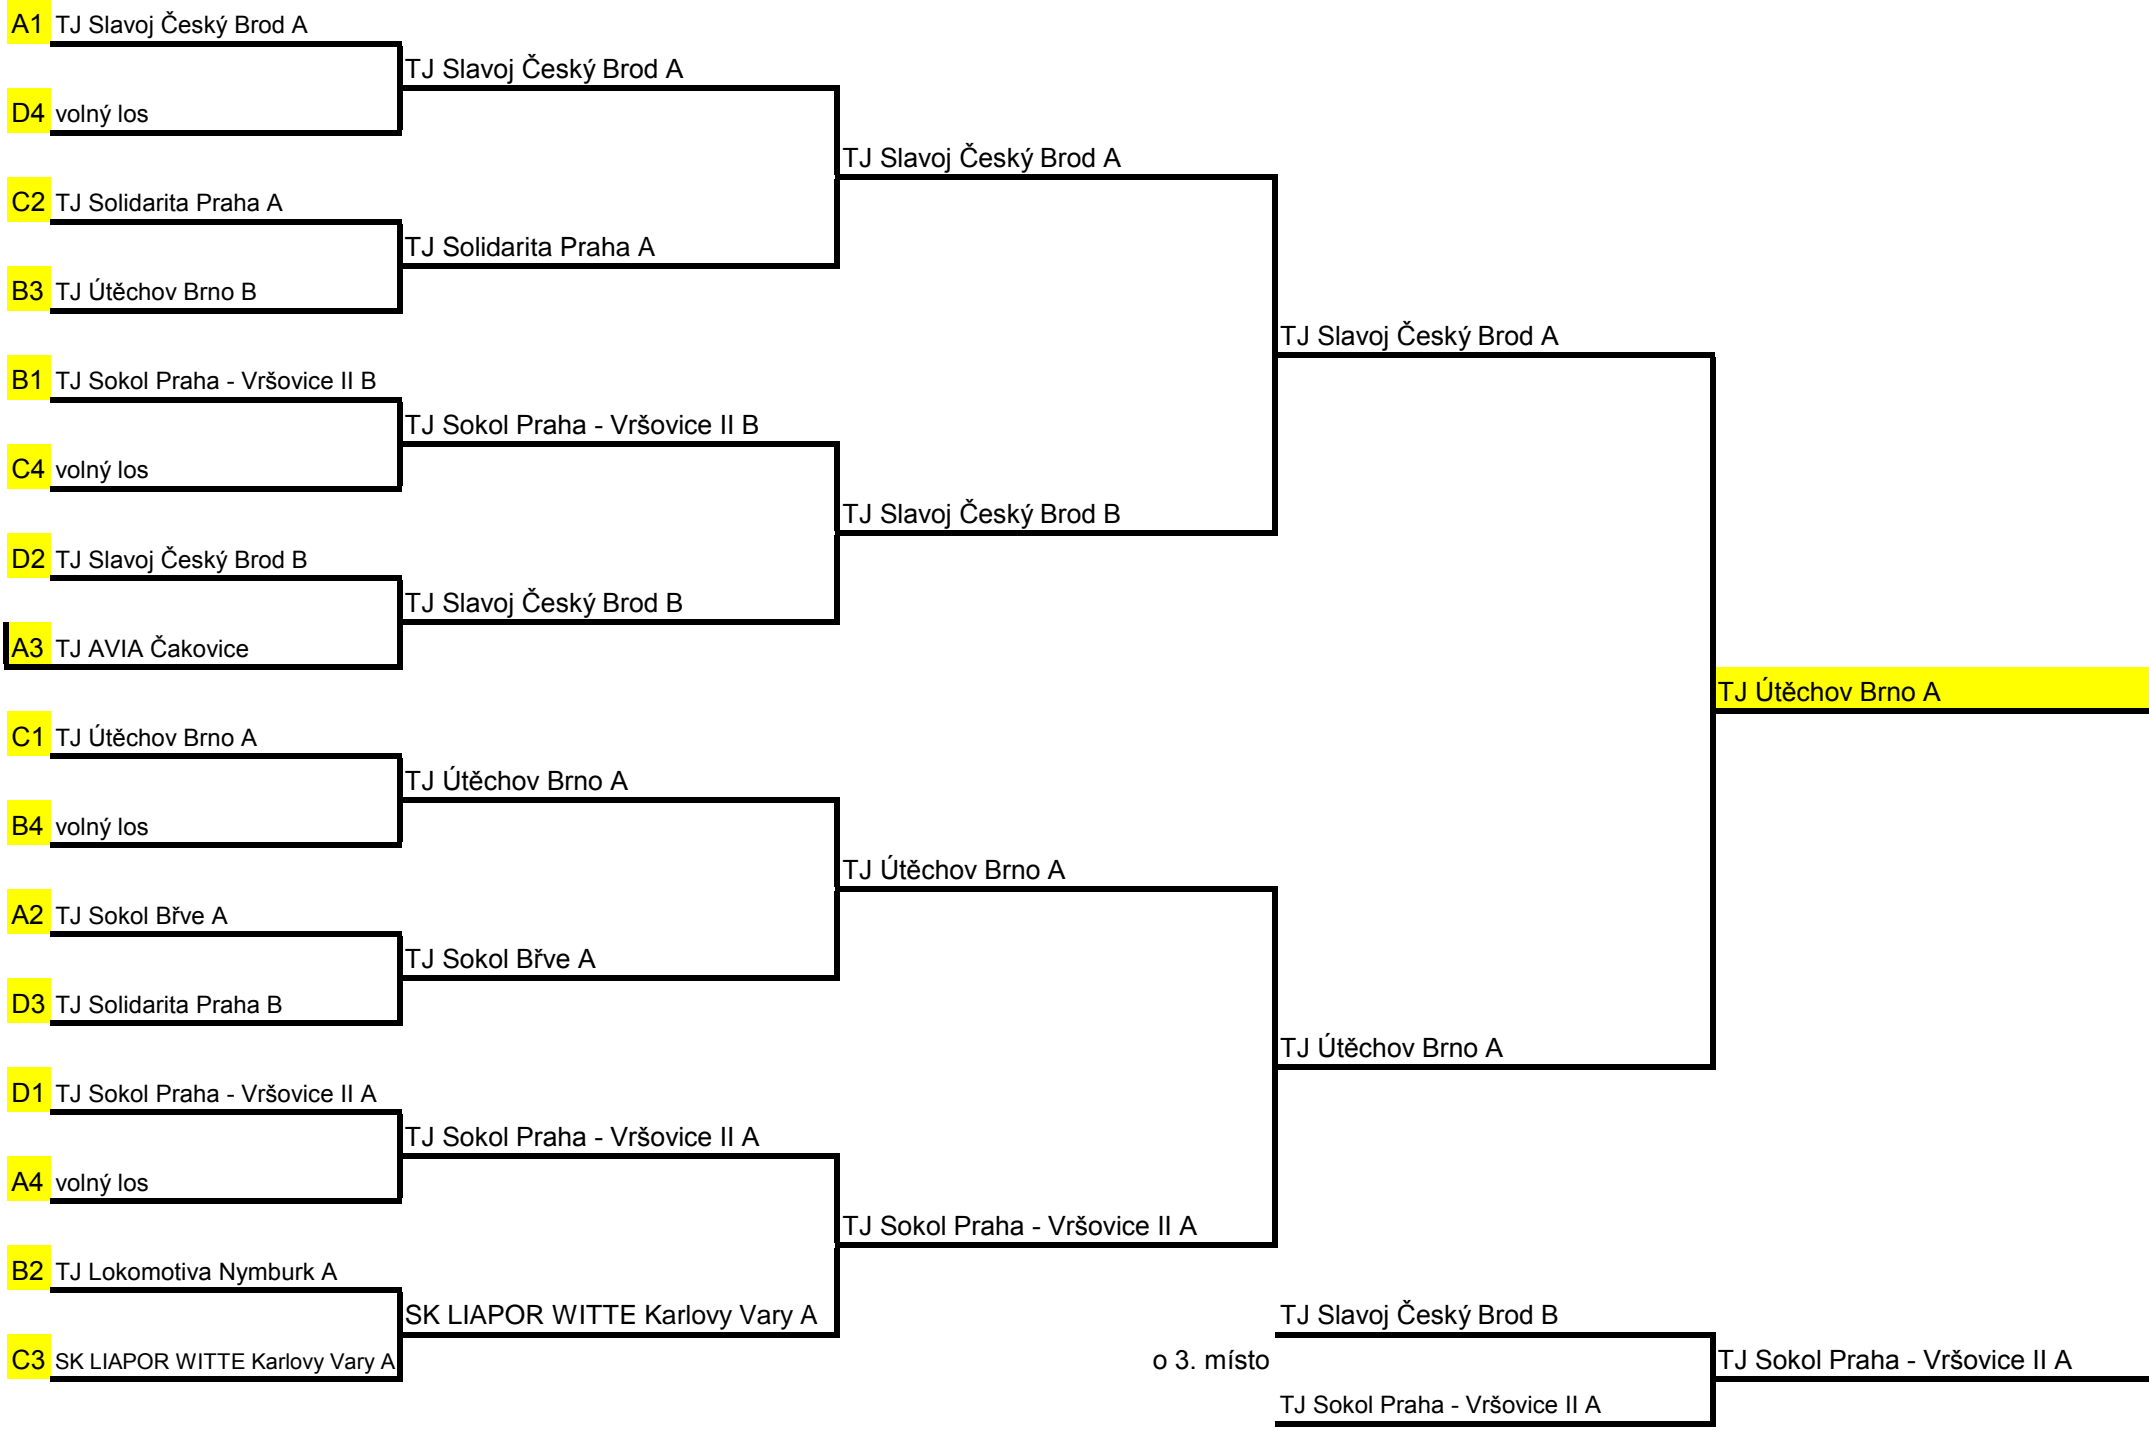 A1 TJ Slavoj Český Brod A
TJ Slavoj Český Brod A
D4 volný los
TJ Slavoj Český Brod A
C2 TJ Solidarita Praha A
TJ Solidarita Praha A
B3 TJ Útěchov Brno B
TJ Slavoj Český Brod A
B1 TJ Sokol Praha - Vršovice II B
TJ Sokol Praha - Vršovice II B
C4 volný los
TJ Slavoj Český Brod B
D2 TJ Slavoj Český Brod B
TJ Slavoj Český Brod B
A3 TJ AVIA Čakovice
TJ Útěchov Brno A
C1 TJ Útěchov Brno A
TJ Útěchov Brno A
B4 volný los
TJ Útěchov Brno A
A2 TJ Sokol Břve A
TJ Sokol Břve A
D3 TJ Solidarita Praha B
TJ Útěchov Brno A
D1 TJ Sokol Praha - Vršovice II A
TJ Sokol Praha - Vršovice II A
A4 volný los
TJ Sokol Praha - Vršovice II A
B2 TJ Lokomotiva Nymburk A
SK LIAPOR WITTE Karlovy Vary A
TJ Slavoj Český Brod B
C3 SK LIAPOR WITTE Karlovy Vary A
o 3. místo
TJ Sokol Praha - Vršovice II A
TJ Sokol Praha - Vršovice II A